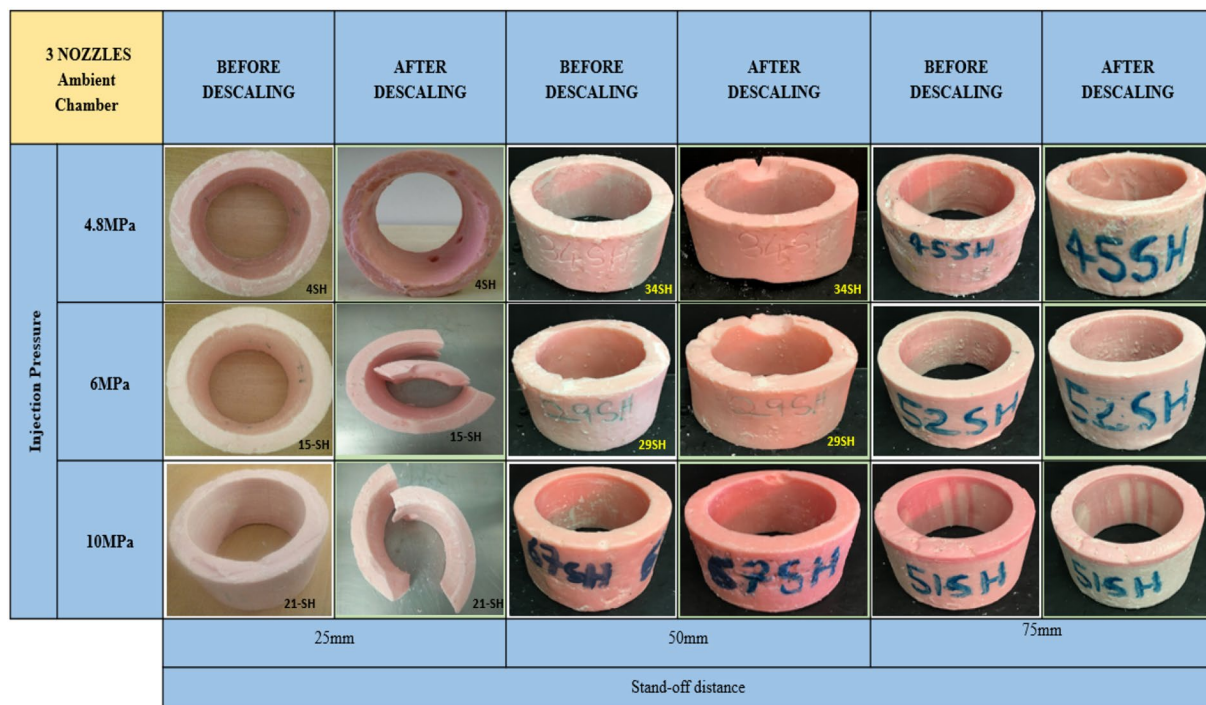 3 NOZZLES
Ambient
Chamber
BEFORE
DESCALING
AFTER
DESCALING
BEFORE
DESCALING
AFTER
DESCALING
BEFORE
DESCALING
AFTER
DESCALING
Injection Pressure
4.8MPa
4SH
4SH
34SH
34SH
34SH
34SH
45SH
45SH
6MPa
15-SH
15-SH
29SH
29SH
29SH
29SH
52SH
52SH
10MPa
21-SH
21-SH
67SH
67SH
51SH
51SH
25mm
50mm
75mm
Stand-off distance